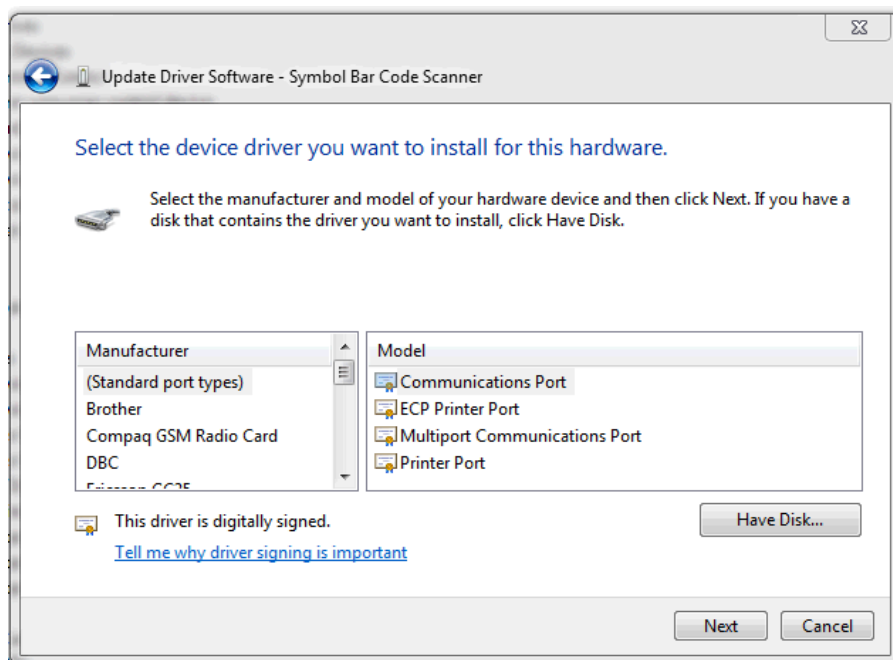 Update Driver Software - Symbol Bar Code Scanner
Select the device driver you want to install for this hardware.
Select the manufacturer and model of your hardware device and then click Next. If you have a
disk that contains the driver you want to install, click Have Disk.
Manufacturer
(Standard port types)
Brother
Compaq GSM Radio Card
DBC
Model
Communications Port
ECP Printer Port
Multiport Communications Port
Printer Port
This driver is digitally signed.
Tell me why driver signing is important
Have Disk...
Next
Cancel